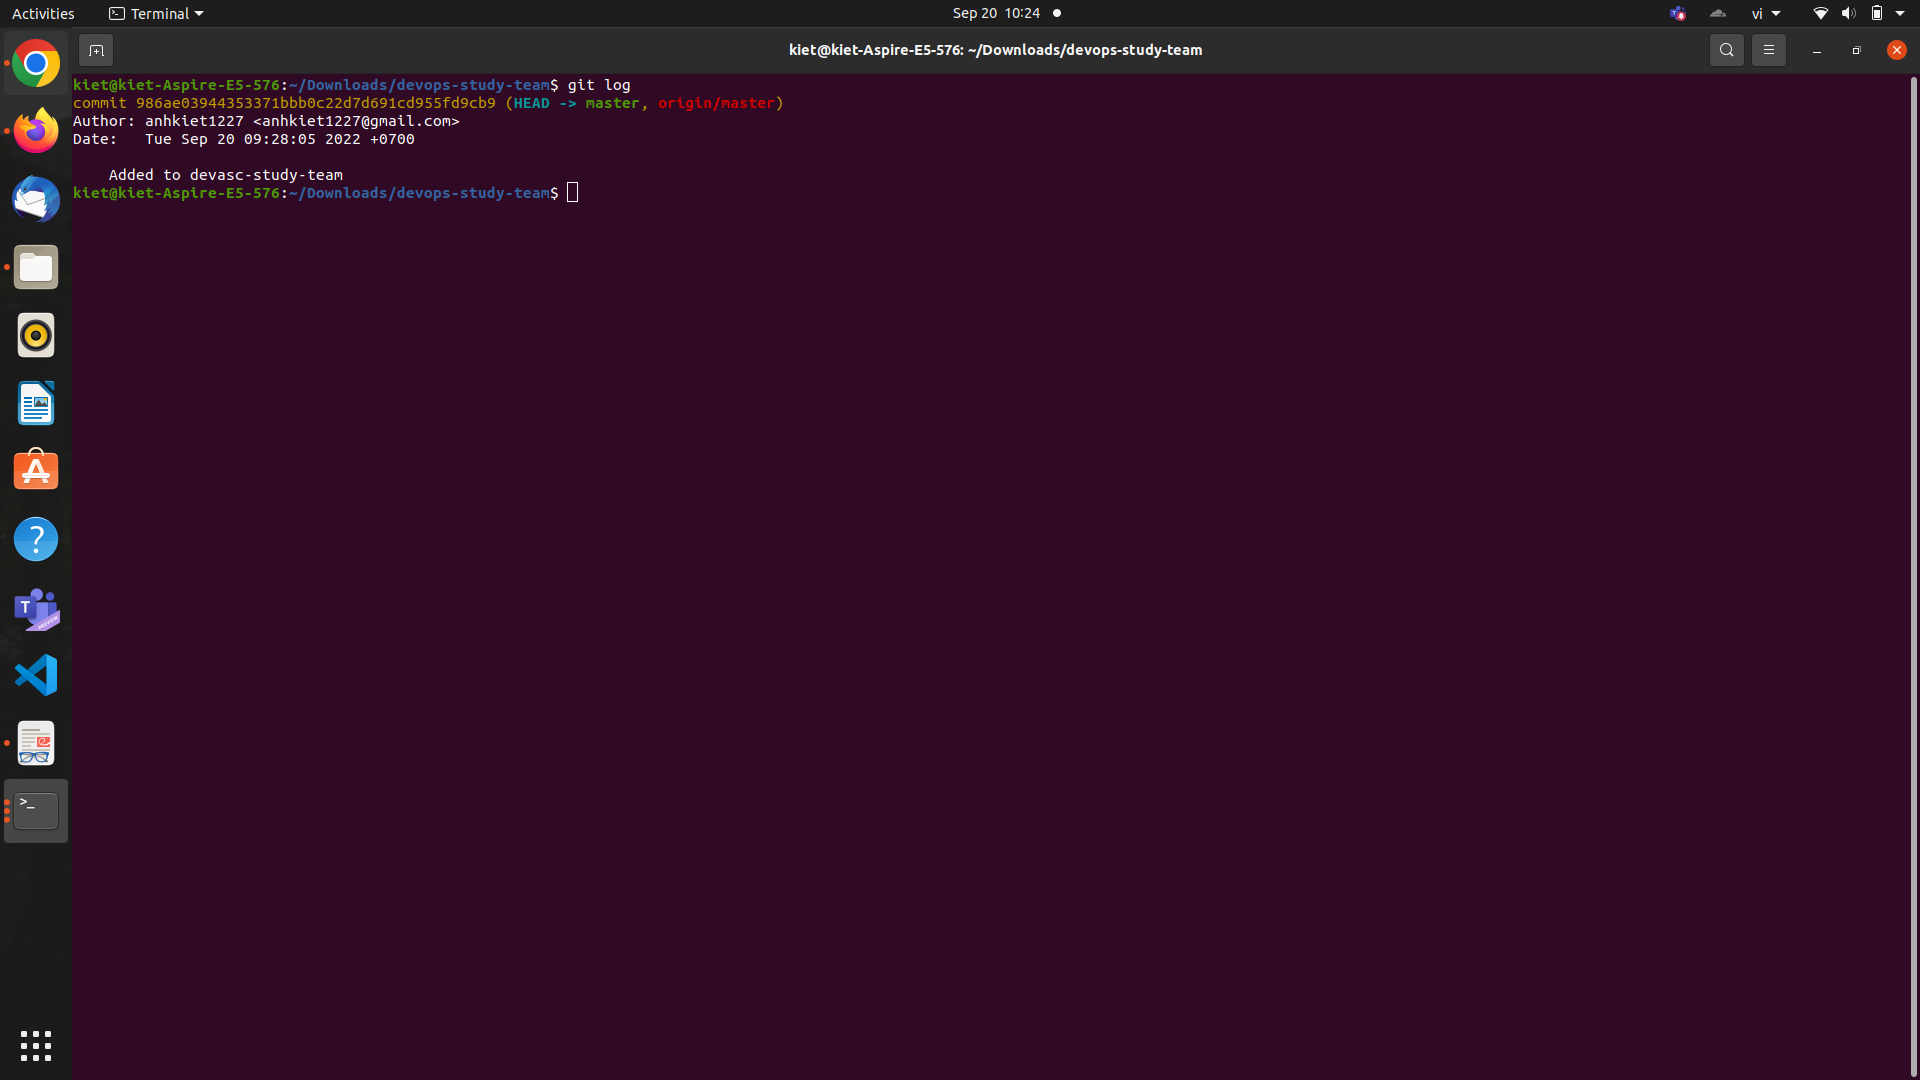 Activities
Terminal
Sep 20 10:24
vi
kiet@kiet-Aspire-E5-576: ~/Downloads/devops-study-team
kiet@kiet-Aspire-E5-576:~/Downloads/devops-study-team$ git log
commit 986ae03944353371bbb0c22d7d691cd955fd9cb9 (HEAD -> master, origin/master)
Author: anhkiet1227 <anhkiet1227@gmail.com>
Date:   Tue Sep 20 09:28:05 2022 +0700
    Added to devasc-study-team
kiet@kiet-Aspire-E5-576:~/Downloads/devops-study-team$
T
PREVIEW
>_